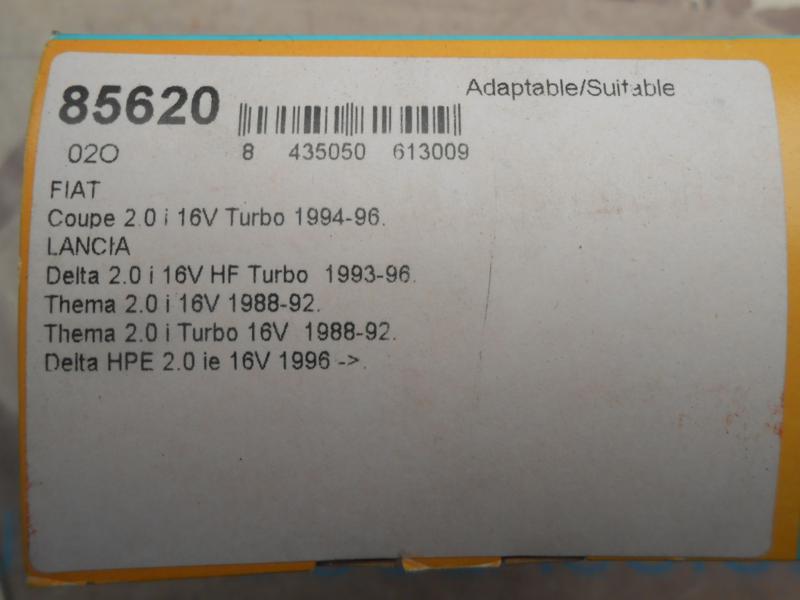 85620
Adaptable/Suitable
02O
8 435050 613009
FIAT
Coupe 2.0 i 16V Turbo 1994-96.
LANCIA
Delta 2.0 i 16V HF Turbo 1993-96.
Thema 2.0 i 16V 1988-92.
Thema 2.0 i Turbo 16V 1988-92.
Delta HPE 2.0 ie 16V 1996 ->.